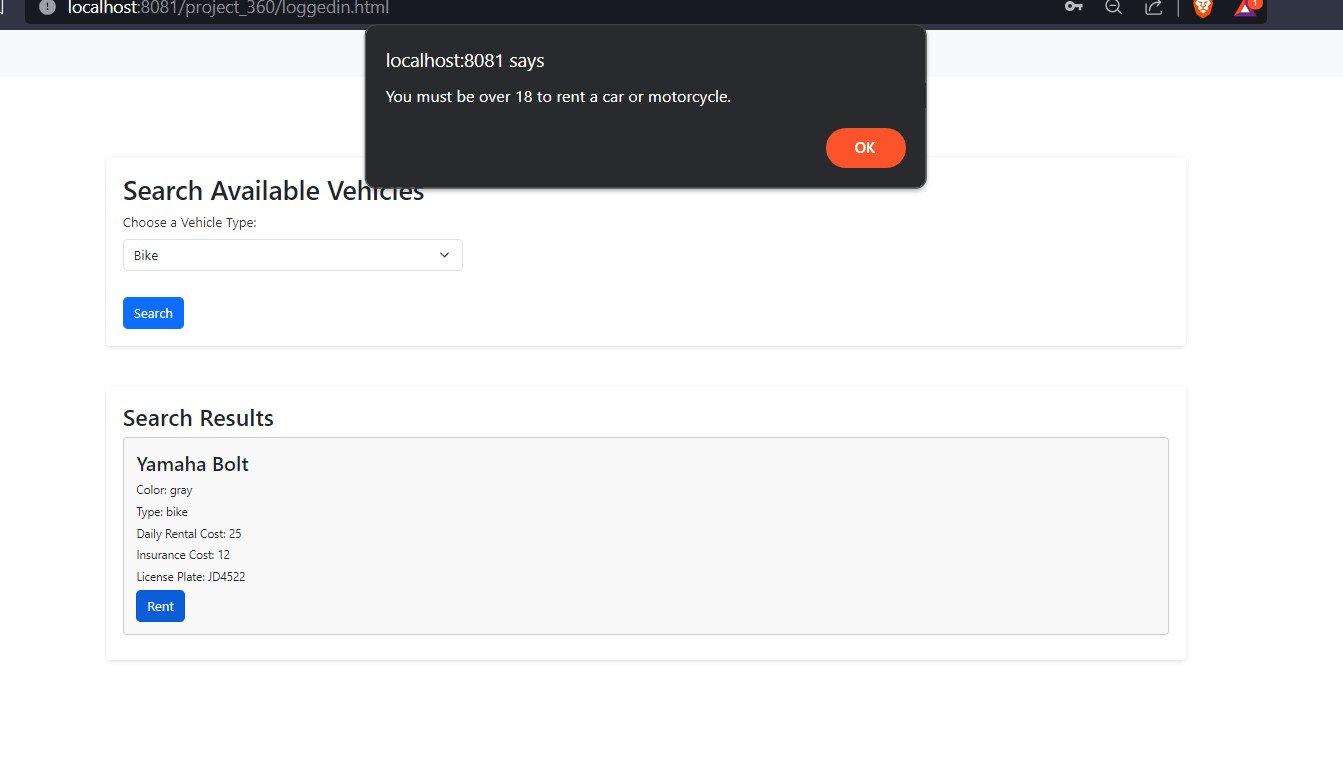 localhost:8081/project_360/loggedin.html
1
localhost:8081 says
You must be over 18 to rent a car or motorcycle.
OK
Search Available Vehicles
Choose a Vehicle Type:
Bike
Search
Search Results
Yamaha Bolt
Color: gray
Type: bike
Daily Rental Cost: 25
Insurance Cost: 12
License Plate: JD4522
Rent